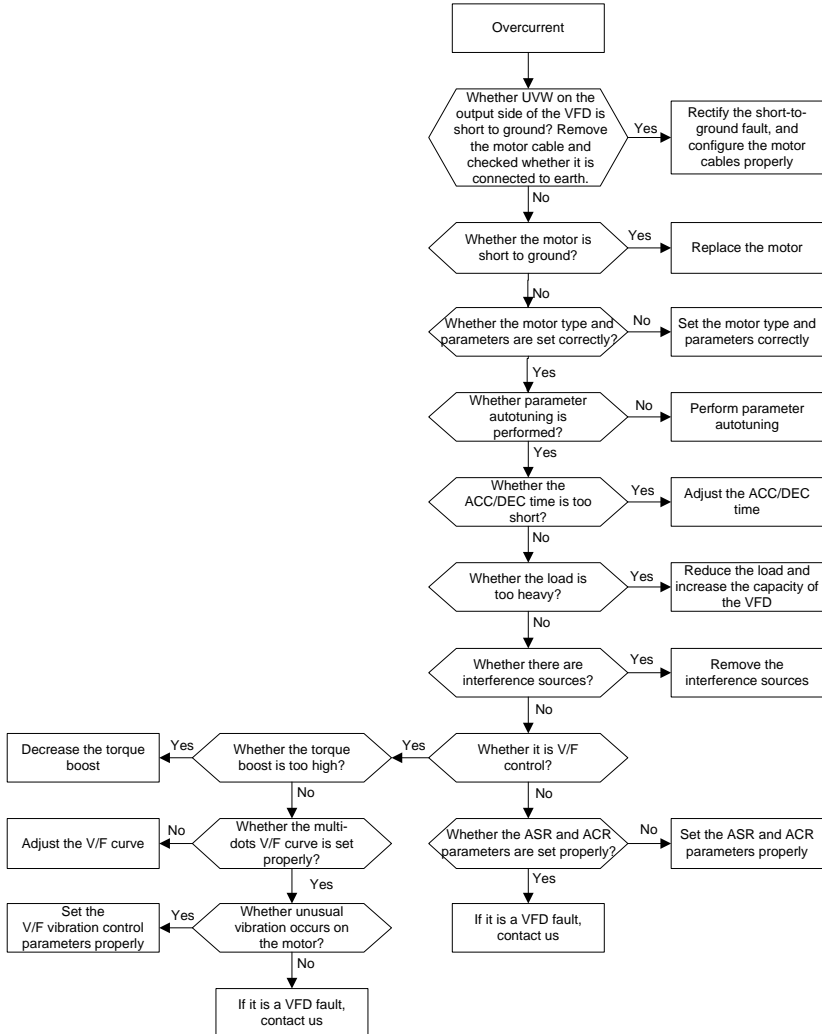 Overcurrent
Whether UVW on the
output side of the VFD is
short to ground? Remove
the motor cable and
checked whether it is
connected to earth.
Yes
Rectify the short-to-
ground fault, and
configure the motor
cables properly
No
Whether the motor is
short to ground?
Yes
Replace the motor
No
Whether the motor type and
parameters are set correctly?
No
Set the motor type and
parameters correctly
Yes
Whether parameter
autotuning is
performed?
No
Perform parameter
autotuning
Yes
Whether the
ACC/DEC time is too
short?
Yes
Adjust the ACC/DEC
time
No
Whether the load is
too heavy?
Yes
Reduce the load and
increase the capacity of
the VFD
No
Whether there are
interference sources?
Yes
Remove the
interference sources
No
Whether it is V/F
control?
Yes
Whether the torque
boost is too high?
Yes
Decrease the torque
boost
No
Whether the multi-
dots V/F curve is set
properly?
No
Adjust the V/F curve
Yes
Whether unusual
vibration occurs on
the motor?
Yes
Set the
V/F vibration control
parameters properly
No
If it is a VFD fault,
contact us
No
Whether the ASR and ACR
parameters are set properly?
No
Set the ASR and ACR
parameters properly
Yes
If it is a VFD fault,
contact us